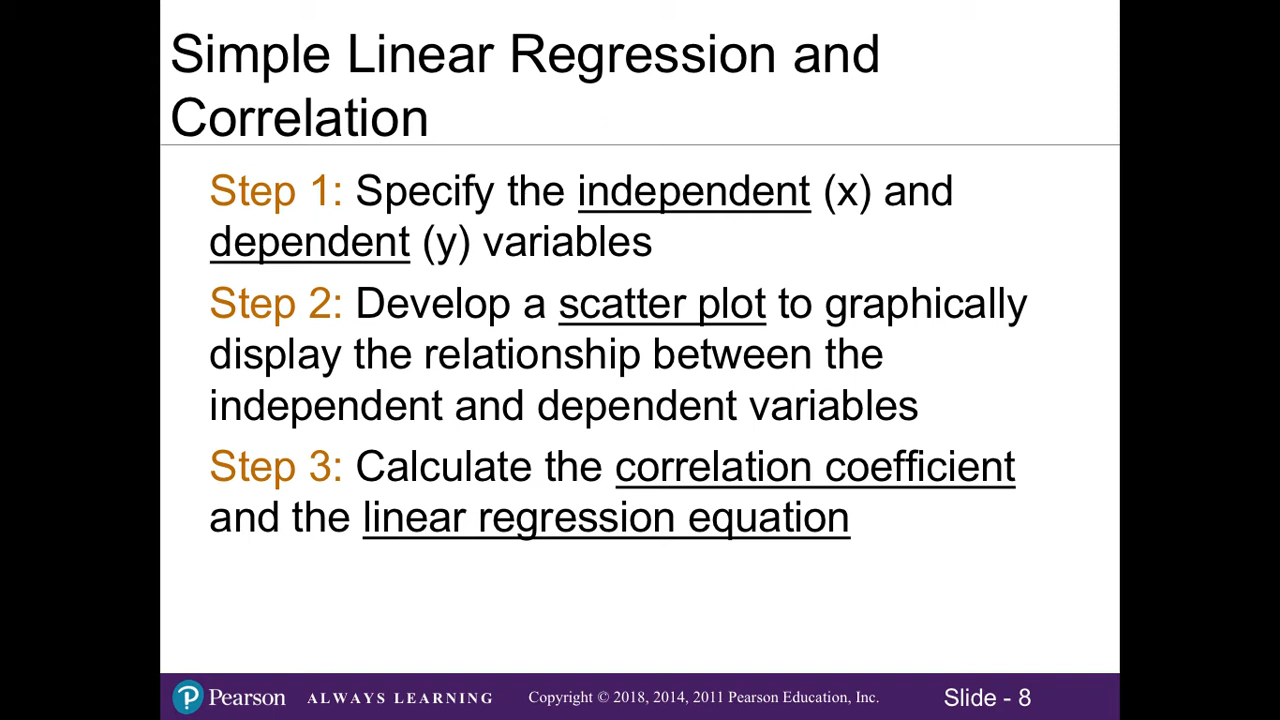 Simple Linear Regression and
Correlation
Step 1: Specify the independent (x) and
dependent (y) variables
Step 2: Develop a scatter plot to graphically
display the relationship between the
independent and dependent variables
Step 3: Calculate the correlation coefficient
and the linear regression equation
P Pearson ALWAYS LEARNING Copyright © 2018, 2014, 2011 Pearson Education, Inc. Slide - 8